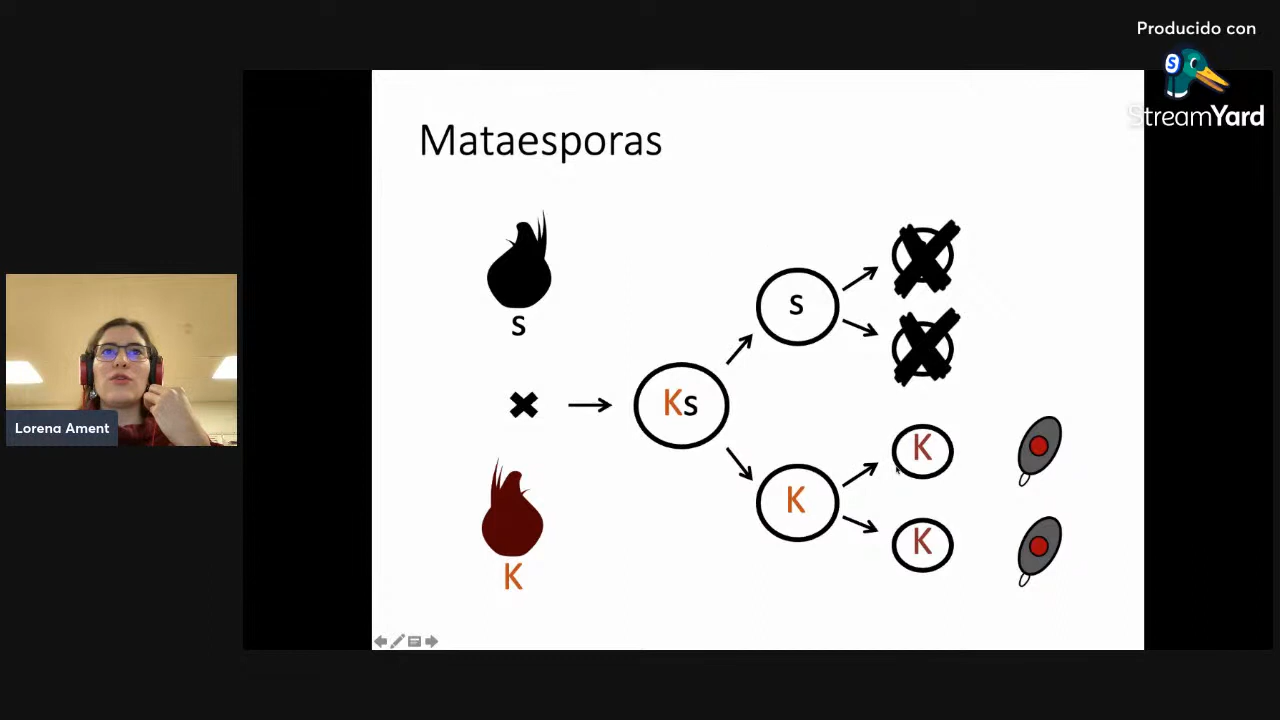 Producido con
StreamYard
Mataesporas
s
s
Ks
K
K
K
K
Lorena Ament